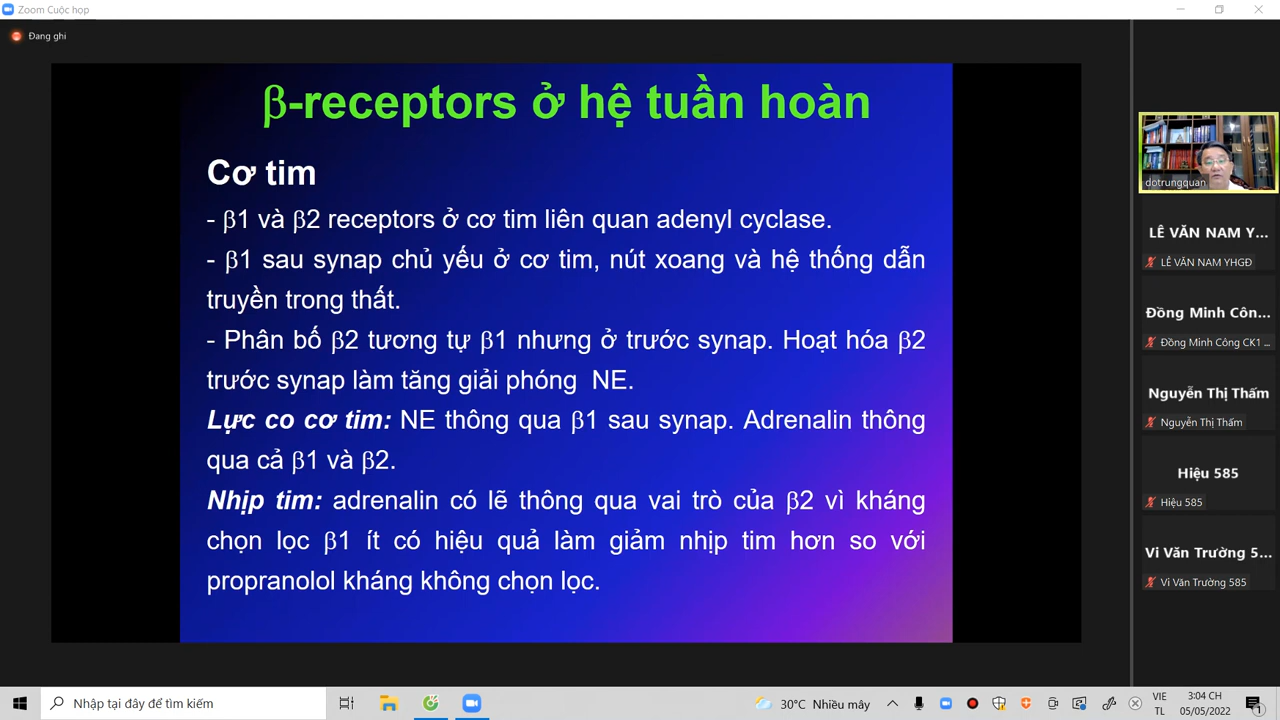 Zoom Cuộc họp
Đang ghi
β-receptors ở hệ tuần hoàn
Cơ tim
- β1 và β2 receptors ở cơ tim liên quan adenyl cyclase.
- β1 sau synap chủ yếu ở cơ tim, nút xoang và hệ thống dẫn
truyền trong thất.
- Phân bố β2 tương tự β1 nhưng ở trước synap. Hoạt hóa β2
trước synap làm tăng giải phóng NE.
Lực co cơ tim: NE thông qua β1 sau synap. Adrenalin thông
qua cả β1 và β2.
Nhịp tim: adrenalin có lẽ thông qua vai trò của β2 vì kháng
chọn lọc β1 ít có hiệu quả làm giảm nhịp tim hơn so với
propranolol kháng không chọn lọc.
dotrungquan
LÊ VĂN NAM Y...
LÊ VĂN NAM YHGĐ
Đồng Minh Côn...
Đồng Minh Công CK1 ...
Nguyễn Thị Thấm
Nguyễn Thị Thấm
Hiệu 585
Hiệu 585
Vi Văn Trường 5...
Vi Văn Trường 585
Nhập tại đây để tìm kiếm
30°C Nhiều mây
VIE
TL
3:04 CH
05/05/2022
1